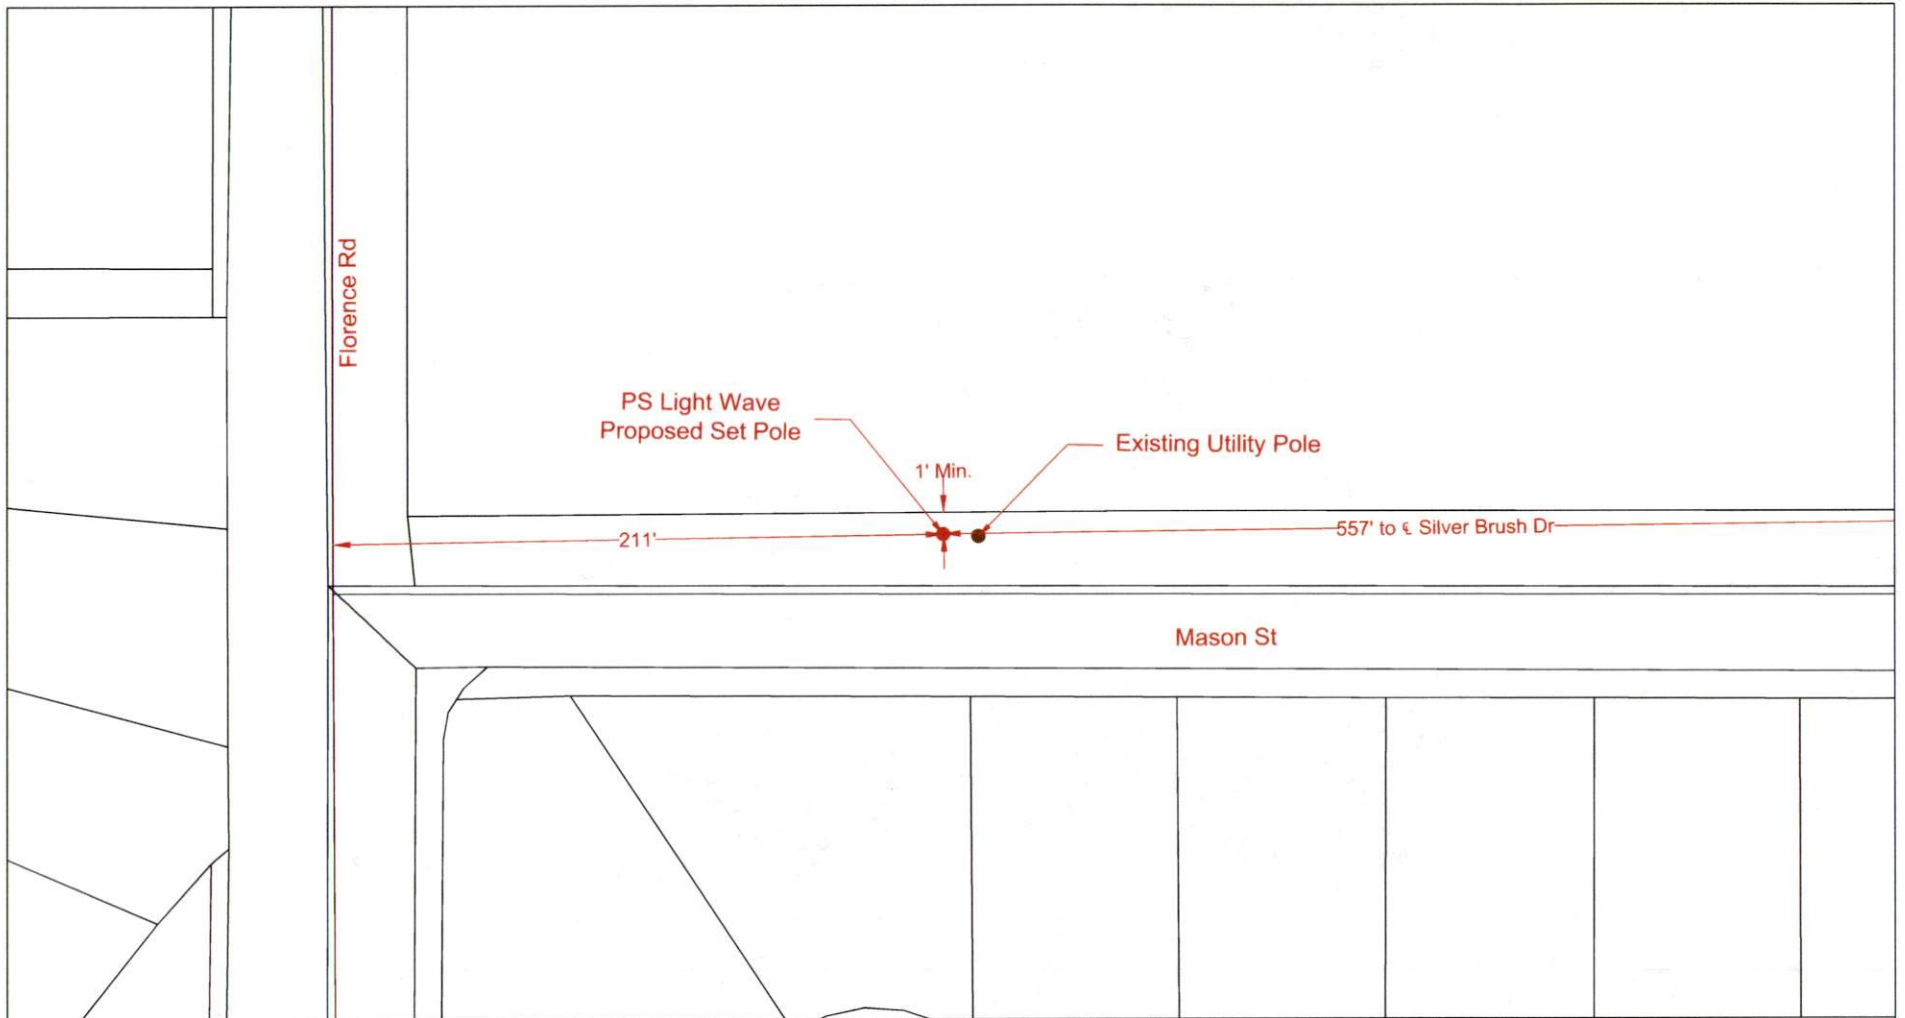 Florence Rd
PS Light Wave
Proposed Set Pole
Existing Utility Pole
1' Min.
211'
557' to ℄ Silver Brush Dr
Mason St